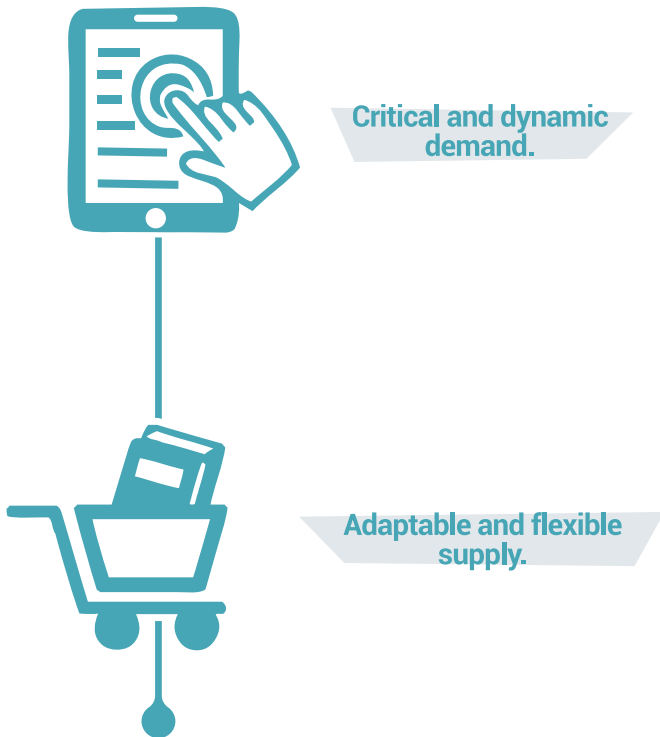 Critical and dynamic
demand.
Adaptable and flexible
supply.